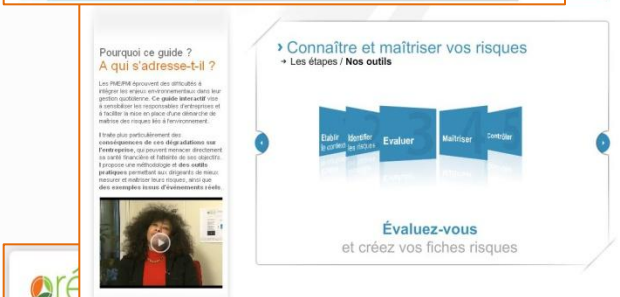 Pourquoi ce guide ?
A qui s'adresse-t-il ?
Les PME/PMI éprouvent des difficultés à
intégrer les enjeux environnementaux dans leur
gestion quotidienne. Ce guide interactif vise
à sensibiliser les responsables d'entreprises et
à faciliter la mise en place d'une démarche de
maîtrise des risques liés à l'environnement.
Il traite plus particulièrement des
conséquences de ces dégradations sur
l'entreprise, qui peuvent menacer directement
sa santé financière et l'atteinte de ses objectifs.
Il propose une méthodologie et des outils
pratiques permettant aux dirigeants de mieux
mesurer et maîtriser leurs risques, ainsi que
des exemples issus d'événements réels.
Connaître et maîtriser vos risques
Les étapes / Nos outils
Etablir le contexte
Identifier les risques
3 Evaluer
4 Maîtriser
5 Contrôler
Évaluez-vous
et créez vos fiches risques
oré